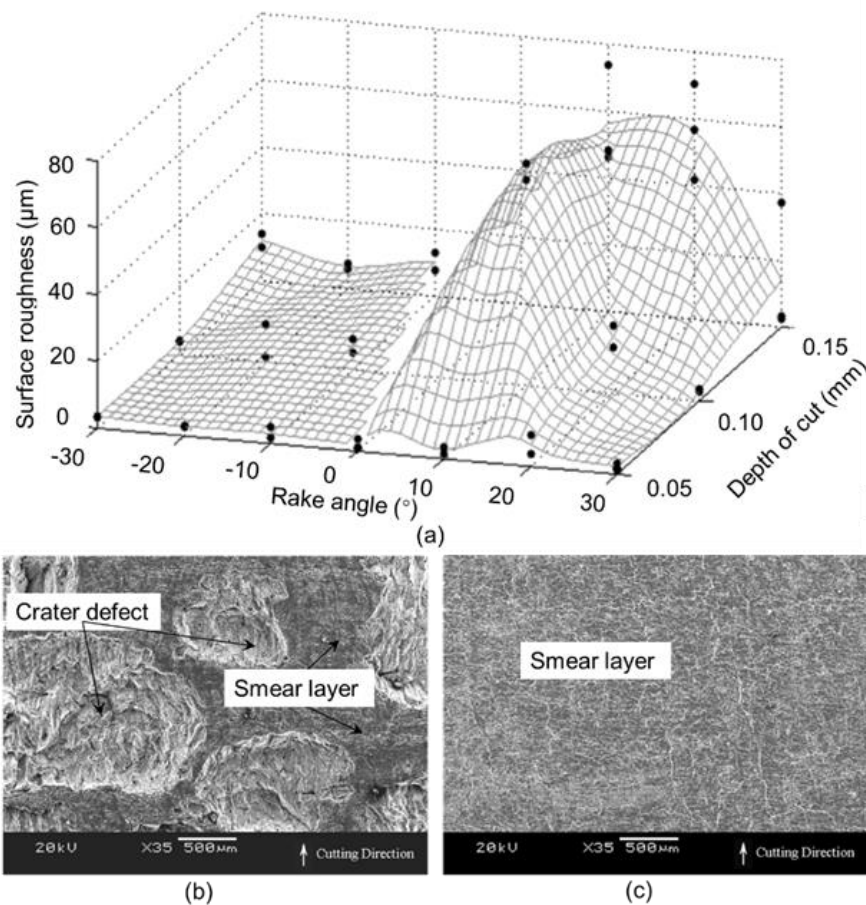 80
60
40
20
0
Surface roughness (μm)
-30
-20
-10
0
10
20
30
Rake angle (°)
0.05
0.10
0.15
Depth of cut (mm)
(a)
Crater defect
Smear layer
20kV X35 500μm ↑ Cutting Direction
(b)
Smear layer
20kV X35 500μm ↑ Cutting Direction
(c)